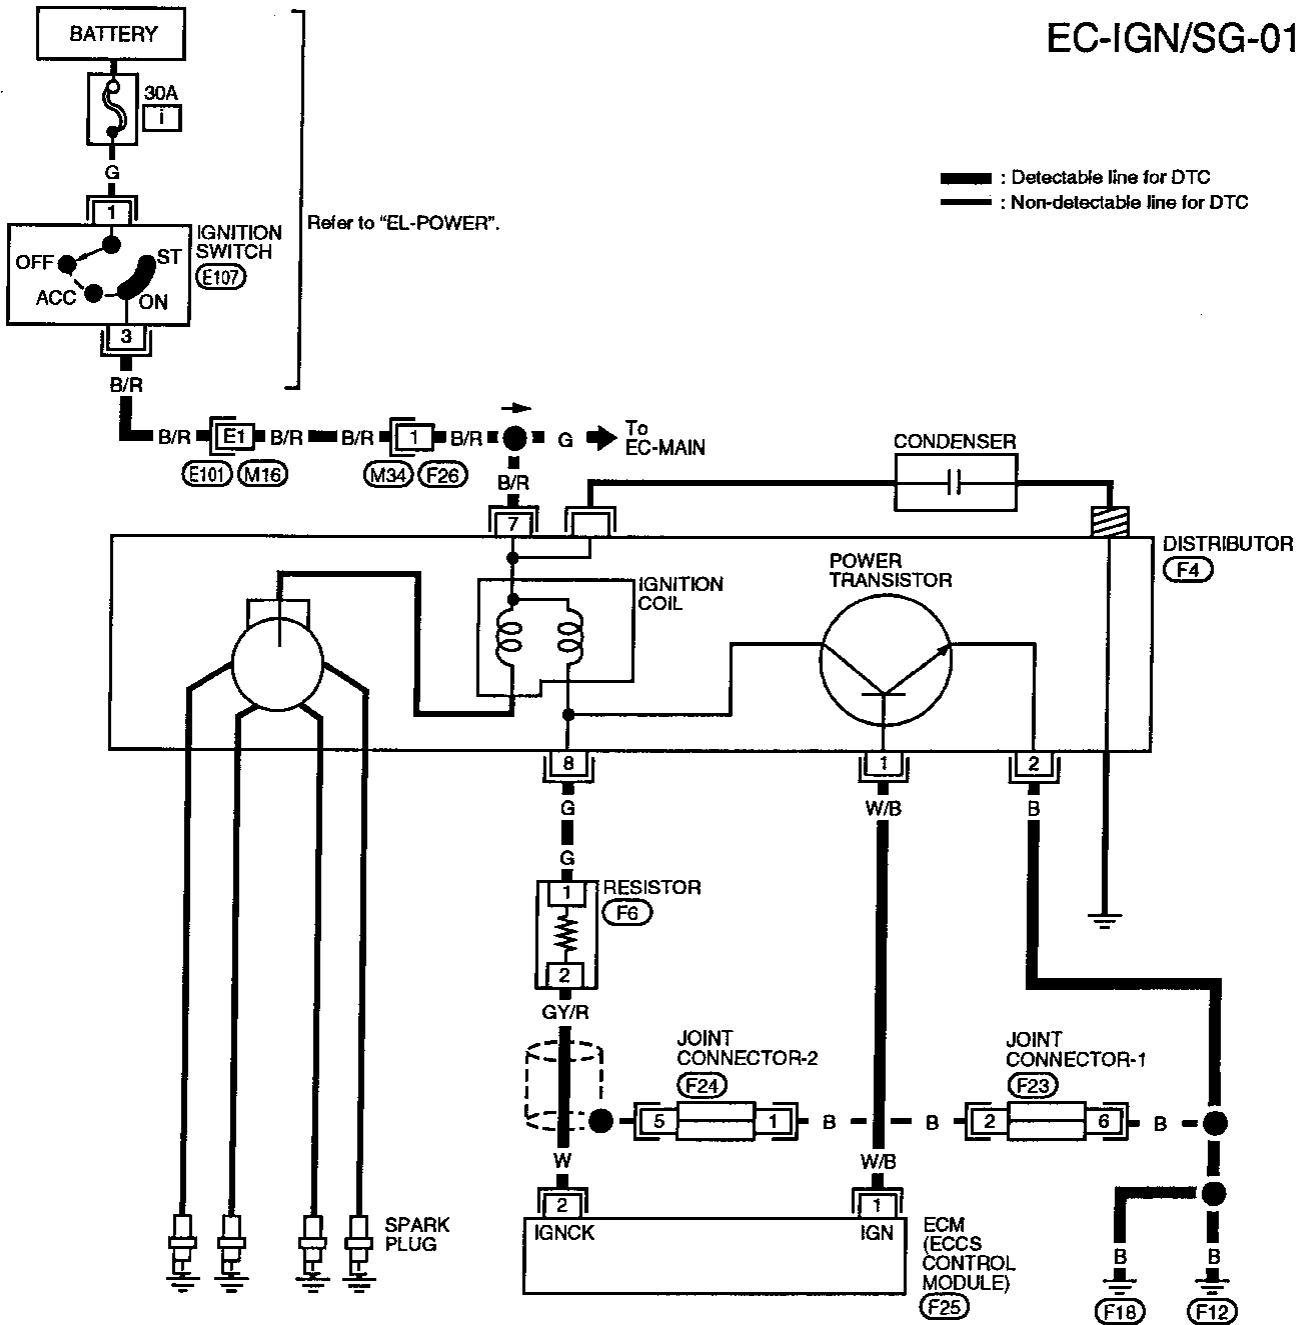 EC-IGN/SG-01
BATTERY
30A
i
G
: Detectable line for DTC
: Non-detectable line for DTC
1
IGNITION
SWITCH
E107
OFF
ST
ACC
ON
Refer to "EL-POWER".
3
B/R
B/R
E1
B/R
B/R
1
B/R
G
To
EC-MAIN
E101
M16
M34
F26
B/R
CONDENSER
7
DISTRIBUTOR
F4
IGNITION
COIL
POWER
TRANSISTOR
8
1
2
G
W/B
B
G
1
RESISTOR
F6
2
GY/R
JOINT
CONNECTOR-2
F24
JOINT
CONNECTOR-1
F23
5
1
B
B
2
6
B
W
W/B
2
1
IGNCK
IGN
ECM
(ECCS
CONTROL
MODULE)
F25
SPARK
PLUG
B
B
F18
F12